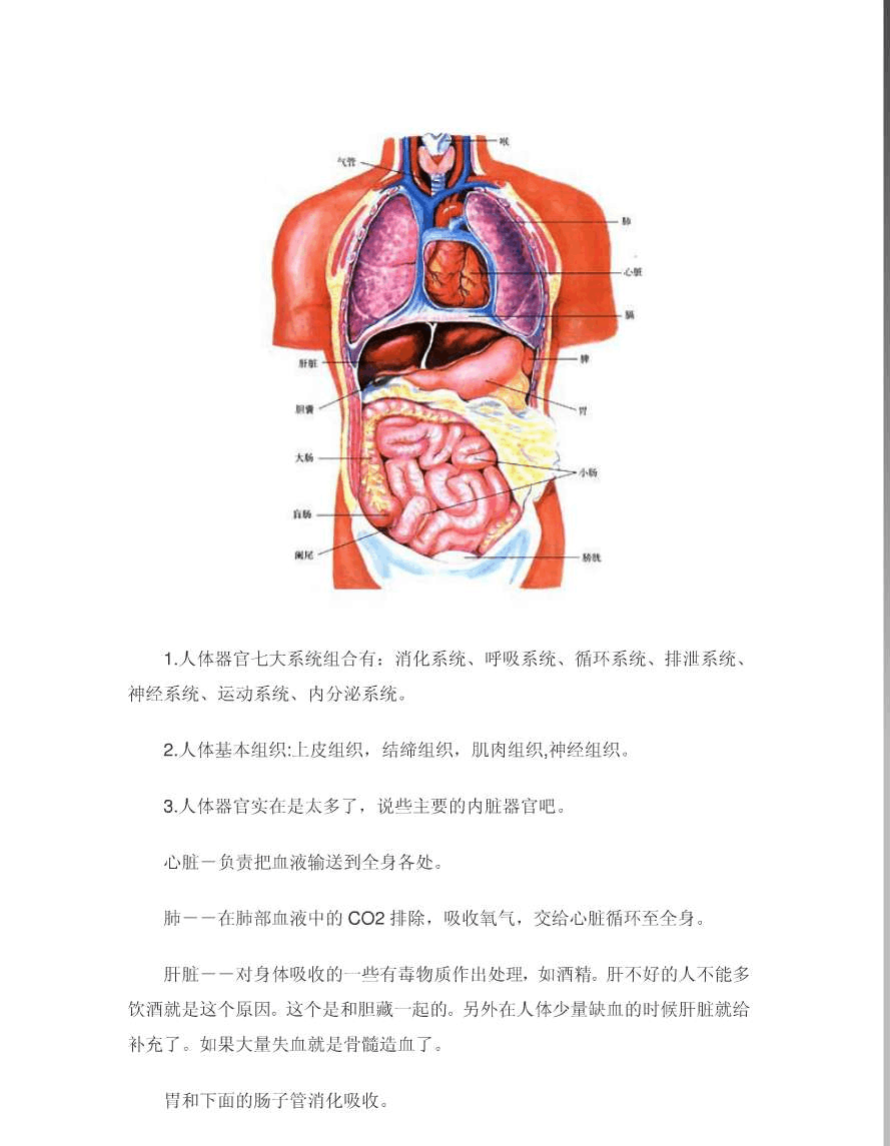 喉
气管
肺
心脏
膈
肝脏
脾
胆囊
胃
大肠
小肠
盲肠
阑尾
膀胱
1.人体器官七大系统组合有：消化系统、呼吸系统、循环系统、排泄系统、
神经系统、运动系统、内分泌系统。
2.人体基本组织:上皮组织，结缔组织，肌肉组织,神经组织。
3.人体器官实在是太多了，说些主要的内脏器官吧。
心脏－负责把血液输送到全身各处。
肺－－在肺部血液中的 CO2 排除，吸收氧气，交给心脏循环至全身。
肝脏－－对身体吸收的一些有毒物质作出处理，如酒精。肝不好的人不能多
饮酒就是这个原因。这个是和胆藏一起的。另外在人体少量缺血的时候肝脏就给
补充了。如果大量失血就是骨髓造血了。
胃和下面的肠子管消化吸收。